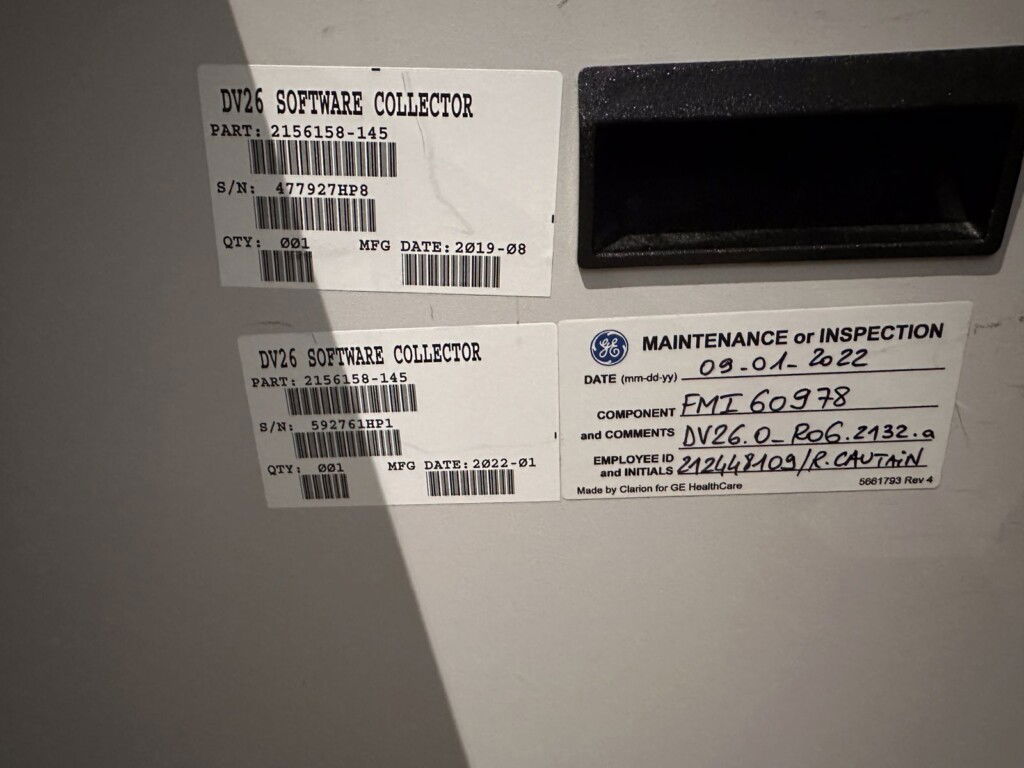 DV26 SOFTWARE COLLECTOR
PART: 2156158-145
S/N: 477927HP8
QTY: 001 MFG DATE: 2019-08
DV26 SOFTWARE COLLECTOR
PART: 2156158-145
S/N: 592761HP1
QTY: 001 MFG DATE: 2022-01
GE MAINTENANCE or INSPECTION
DATE (mm-dd-yy) 09-01-2022
COMPONENT FMI 60978
and COMMENTS DV26.0_R06.2132.a
EMPLOYEE ID
and INITIALS 212448109/R.CAUTAIN
Made by Clarion for GE HealthCare 5661793 Rev 4